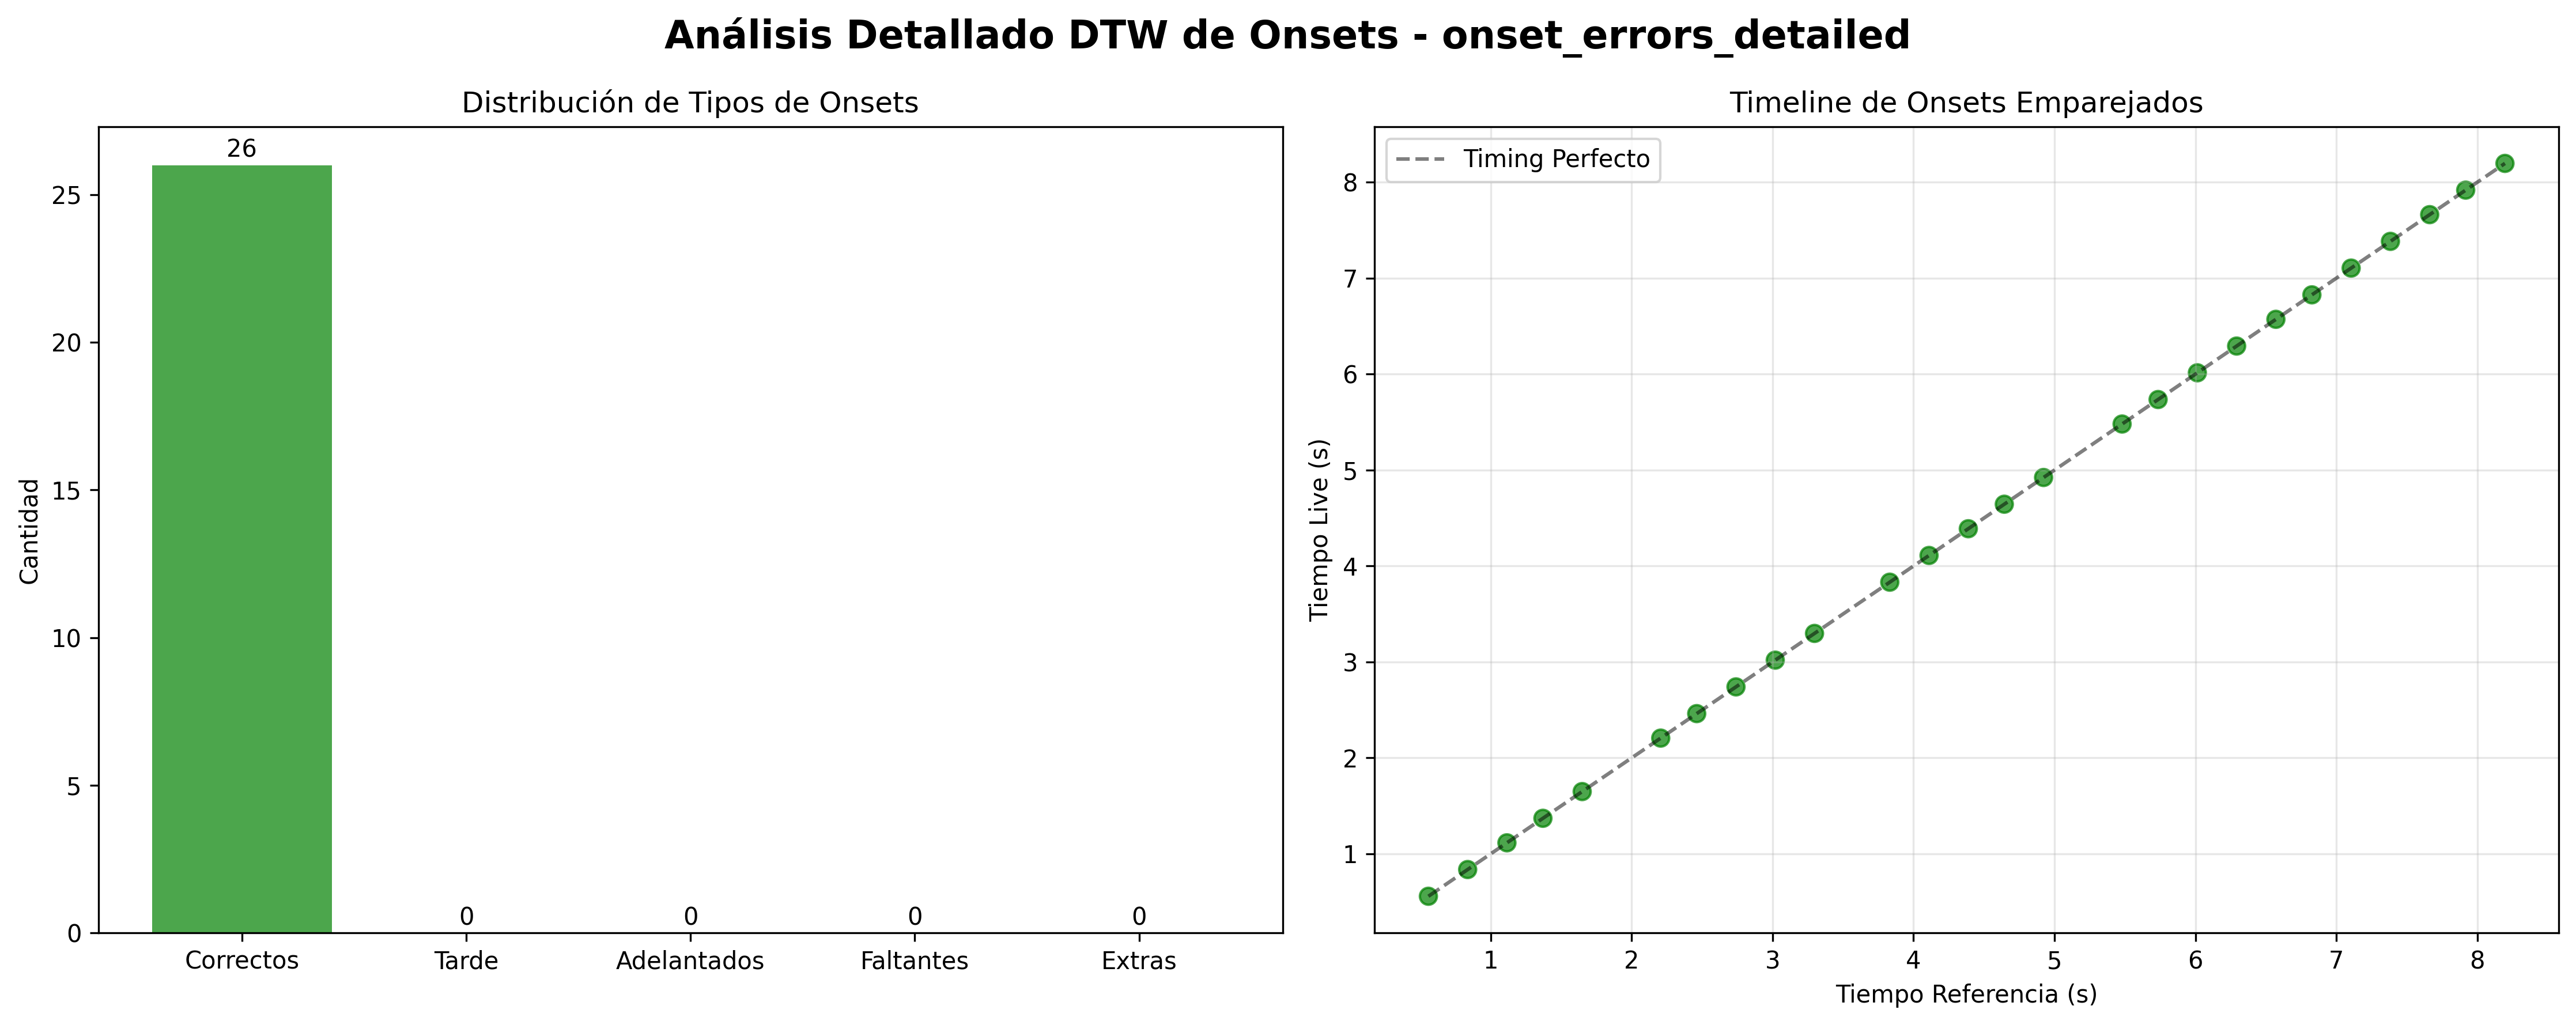 Análisis Detallado DTW de Onsets - onset_errors_detailed
Distribución de Tipos de Onsets
26
25
20
15
10
5
0
0
0
0
0
Cantidad
Correctos
Tarde
Adelantados
Faltantes
Extras
Timeline de Onsets Emparejados
Timing Perfecto
8
7
6
5
4
3
2
1
Tiempo Live (s)
1
2
3
4
5
6
7
8
Tiempo Referencia (s)